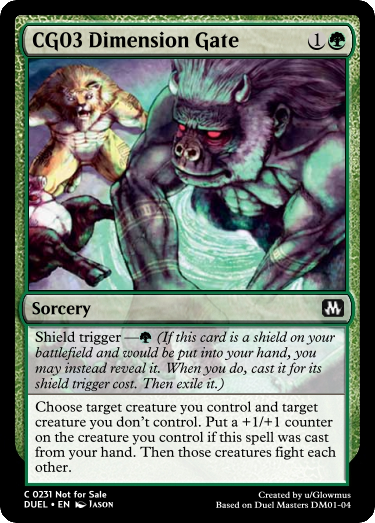 CG03 Dimension Gate 1
Sorcery
Shield trigger — (If this card is a shield on your
battlefield and would be put into your hand, you
may instead reveal it. When you do, cast it for its
shield trigger cost. Then exile it.)
Choose target creature you control and target
creature you don't control. Put a +1/+1 counter
on the creature you control if this spell was cast
from your hand. Then those creatures fight each
other.
C 0231 Not for Sale
DUEL • EN IASON
Created by u/Glowmus
Based on Duel Masters DM01-04